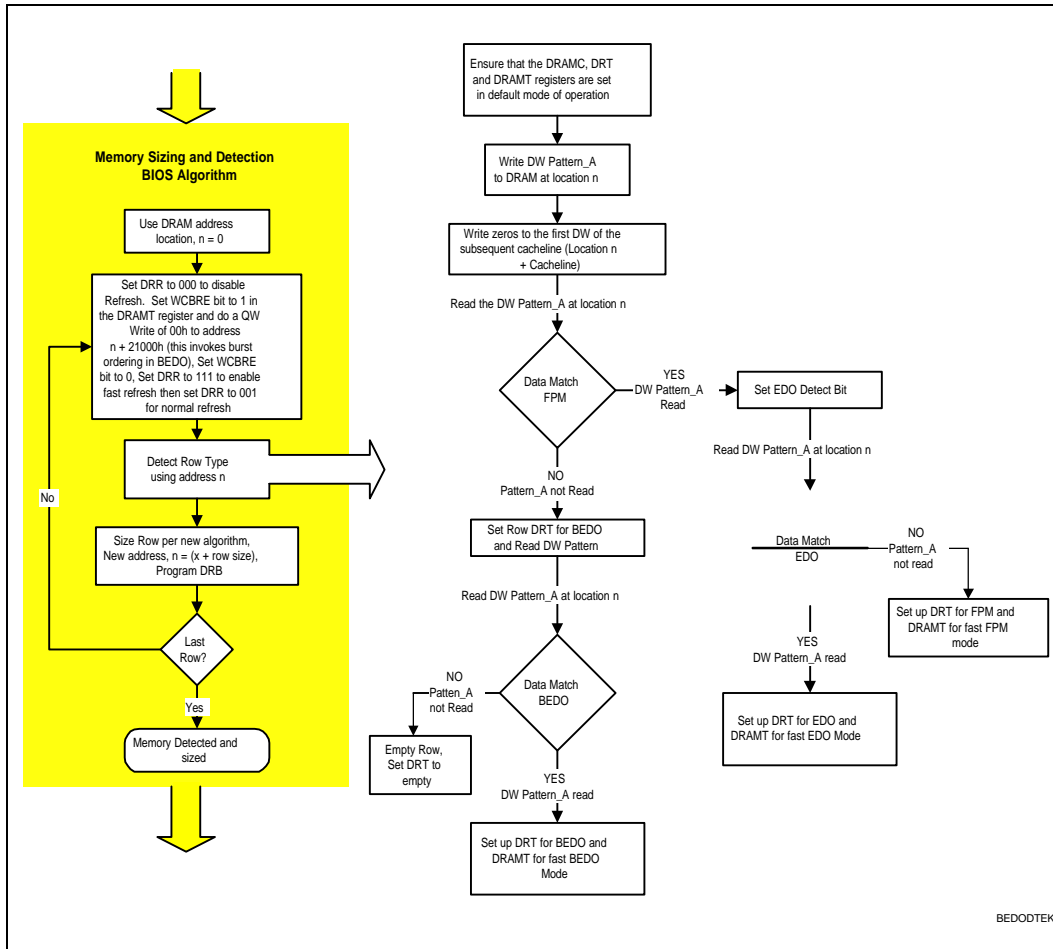 Memory Sizing and Detection
BIOS Algorithm
Use DRAM address
location, n = 0
Set DRR to 000 to disable
Refresh. Set WCBRE bit to 1 in
the DRAMT register and do a QW
Write of 00h to address
n + 21000h (this invokes burst
ordering in BEDO), Set WCBRE
bit to 0, Set DRR to 111 to enable
fast refresh then set DRR to 001
for normal refresh
Detect Row Type
using address n
No
Size Row per new algorithm,
New address, n = (x + row size),
Program DRB
Last
Row?
Yes
Memory Detected and
sized
Ensure that the DRAMC, DRT
and DRAMT registers are set
in default mode of operation
Write DW Pattern_A
to DRAM at location n
Write zeros to the first DW of the
subsequent cacheline (Location n
+ Cacheline)
Read the DW Pattern_A at location n
Data Match
FPM
YES
DW Pattern_A
Read
Set EDO Detect Bit
Read DW Pattern_A at location n
NO
Pattern_A not Read
Set Row DRT for BEDO
and Read DW Pattern
Data Match
EDO
NO
Pattern_A
not read
Set up DRT for FPM and
DRAMT for fast FPM
mode
YES
DW Pattern_A read
Set up DRT for EDO and
DRAMT for fast EDO Mode
Read DW Pattern_A at location n
Data Match
BEDO
NO
Patten_A
not Read
Empty Row,
Set DRT to
empty
YES
DW Pattern_A read
Set up DRT for BEDO and
DRAMT for fast BEDO
Mode
BEDODTEK